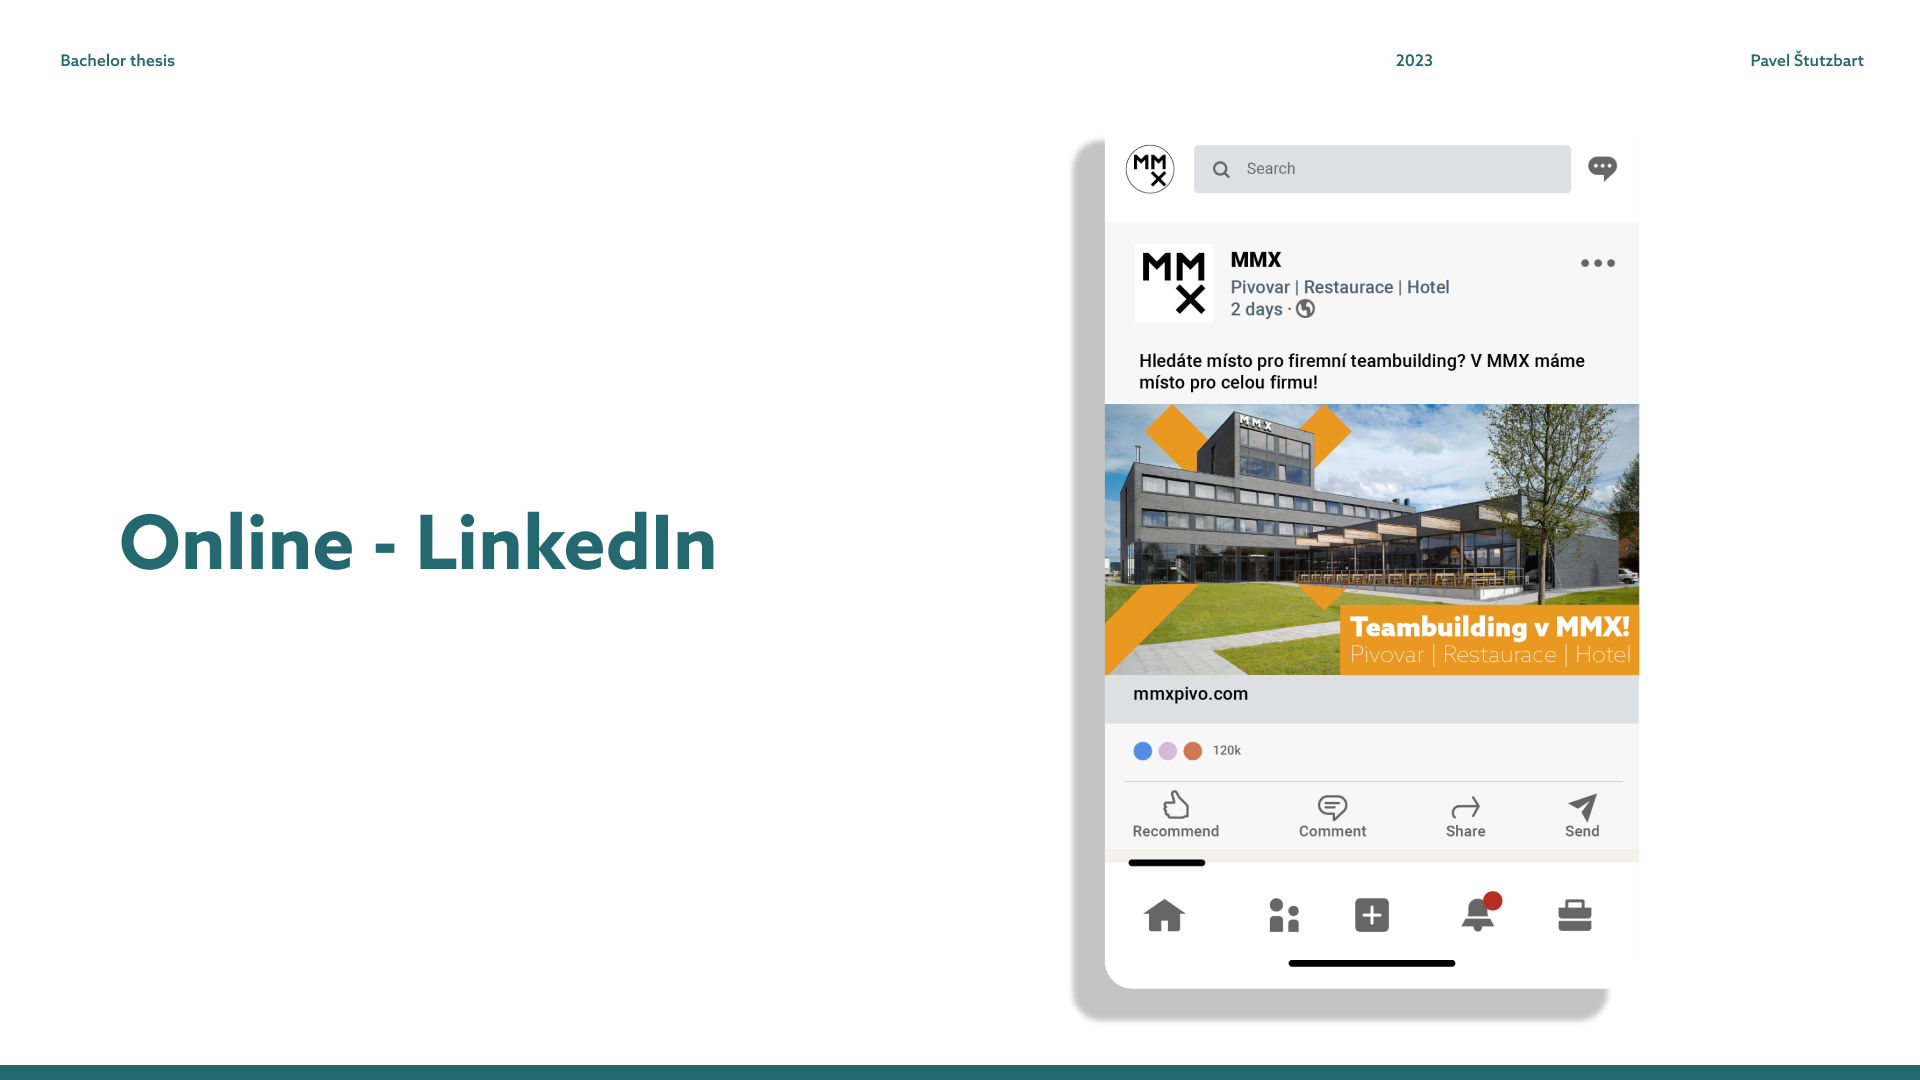 Bachelor thesis
2023
Pavel Štutzbart
Online - LinkedIn
MM
X
Search
MM
X
MMX
Pivovar | Restaurace | Hotel
2 days ·
Hledáte místo pro firemní teambuilding? V MMX máme
místo pro celou firmu!
MMX
Teambuilding v MMX!
Pivovar | Restaurace | Hotel
mmxpivo.com
120k
Recommend
Comment
Share
Send